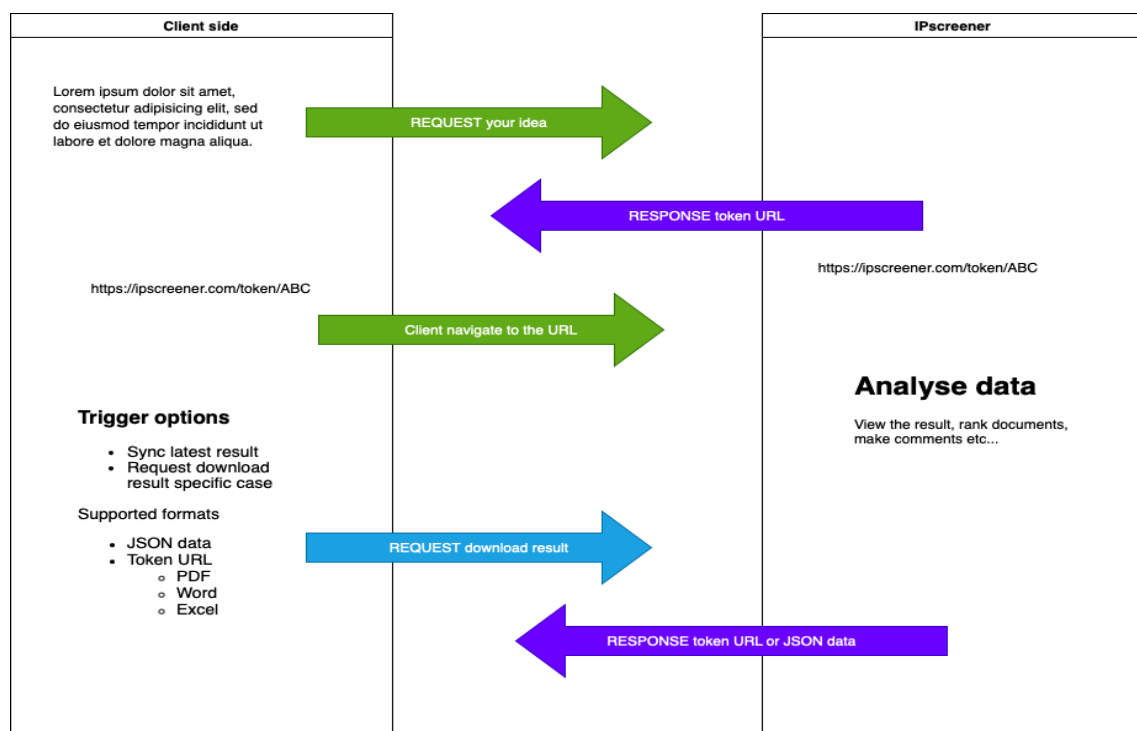 Client side
IPscreener
Lorem ipsum dolor sit amet,
consectetur adipisicing elit, sed
do eiusmod tempor incididunt ut
labore et dolore magna aliqua.
REQUEST your idea
RESPONSE token URL
https://ipscreener.com/token/ABC
https://ipscreener.com/token/ABC
Client navigate to the URL
Analyse data
View the result, rank documents,
make comments etc...
Trigger options
• Sync latest result
• Request download
result specific case
Supported formats
• JSON data
• Token URL
○ PDF
○ Word
○ Excel
REQUEST download result
RESPONSE token URL or JSON data